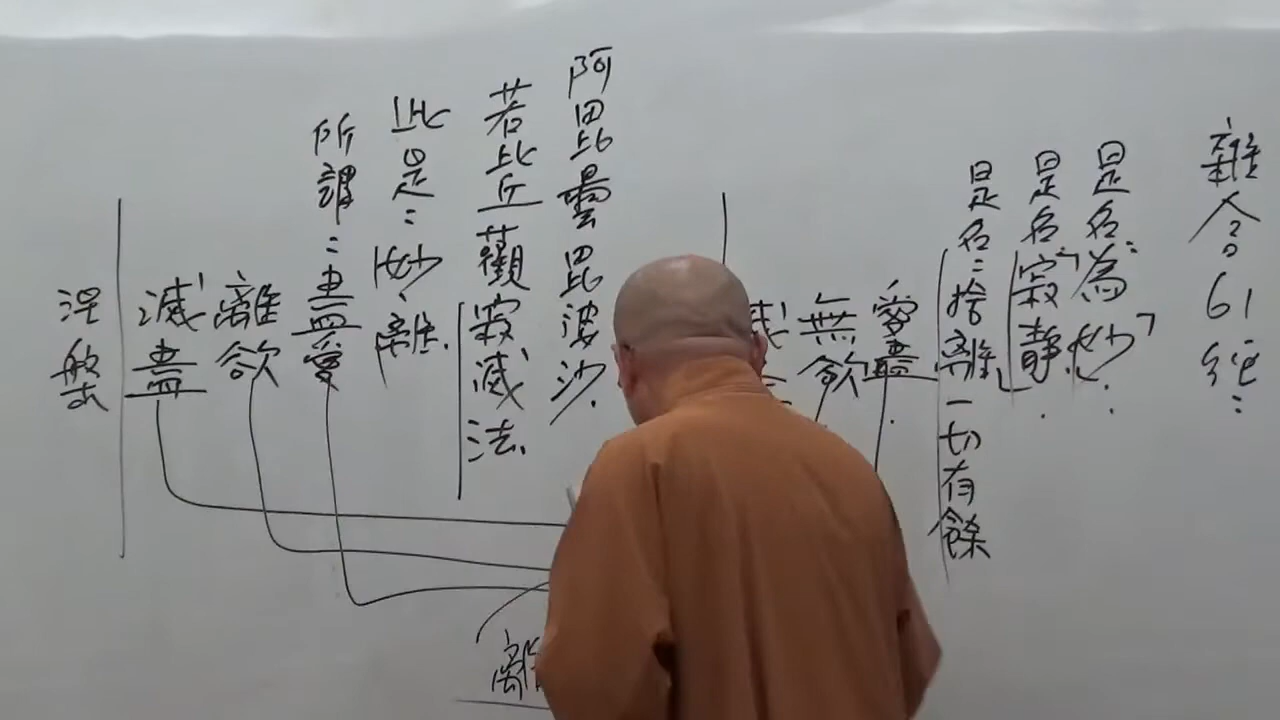 雜含61經:
是名為「妙」.
是名「寂靜」.
是名:捨離一切有餘
愛盡.
無欲
阿毘曇毘婆沙.
若比丘觀寂滅法.
此是:妙離.
所謂:盡愛
離欲
滅盡
涅槃
離